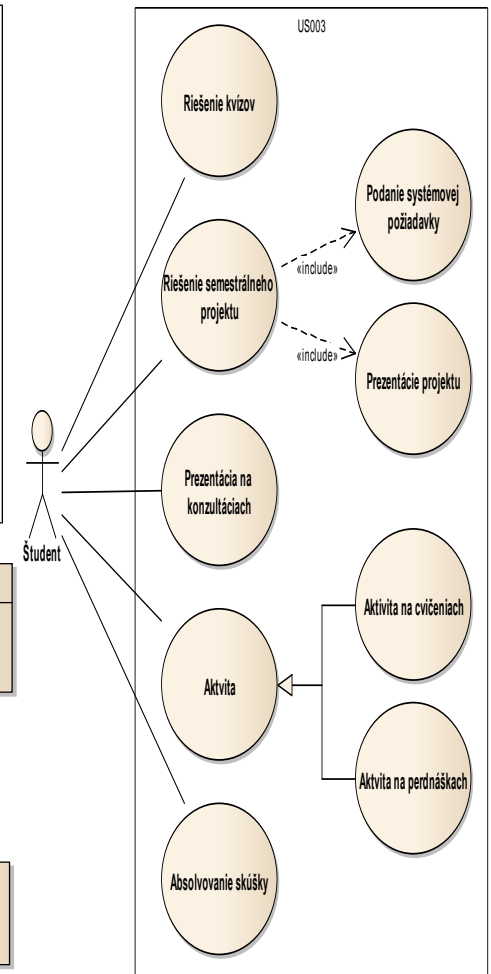 US003
Riešenie kvízov
Podanie systémovej
požiadavky
Riešenie semestrálneho
projektu
«include»
«include»
Prezentácie projektu
Prezentácia na
konzultáciach
Študent
Aktivita na cvičeniach
Aktvita
Aktvita na perdnáškach
Absolvovanie skúšky